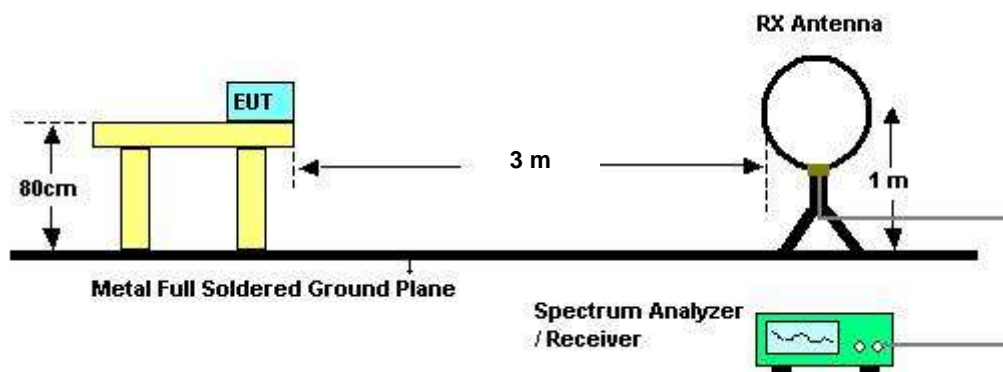 RX Antenna
EUT
3 m
80cm
1 m
Metal Full Soldered Ground Plane
Spectrum Analyzer
/ Receiver